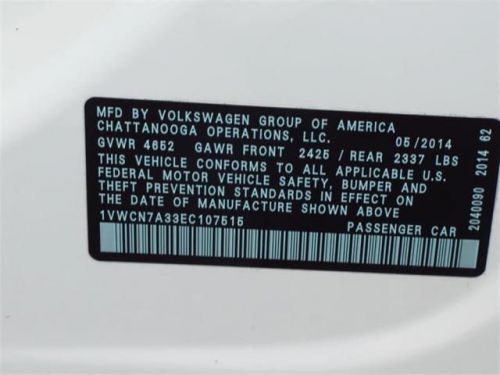 MFD BY VOLKSWAGEN GROUP OF AMERICA
CHATTANOOGA OPERATIONS, LLC. 05/2014
GVWR 4652 GAWR FRONT 2425 / REAR 2337 LBS
THIS VEHICLE CONFORMS TO ALL APPLICABLE U.S.
FEDERAL MOTOR VEHICLE SAFETY, BUMPER AND
THEFT PREVENTION STANDARDS IN EFFECT ON
THE DATE OF MANUFACTURE SHOWN ABOVE
1VWCN7A33EC107515 PASSENGER CAR
2040090 2014 62